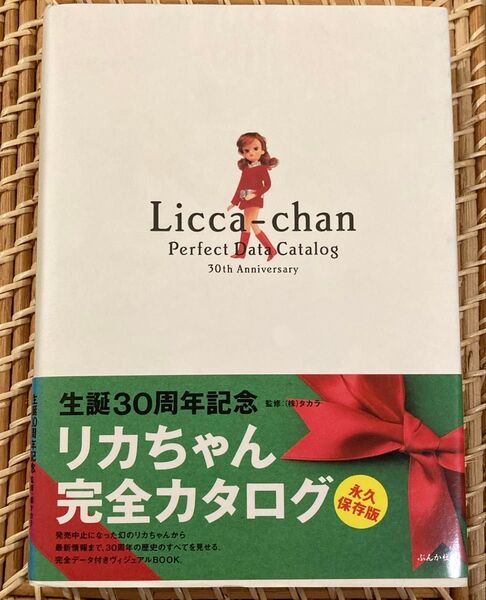 Licca-chan
Perfect Data Catalog
30th Anniversary
生誕30周年記念
監修:(株)タカラ
リカちゃん
完全カタログ
永久
保存版
発売中止になった幻のリカちゃんから
最新情報まで、30周年の歴史のすべてを見せる、
完全データ付きヴィジュアルBOOK。
ぶんか社